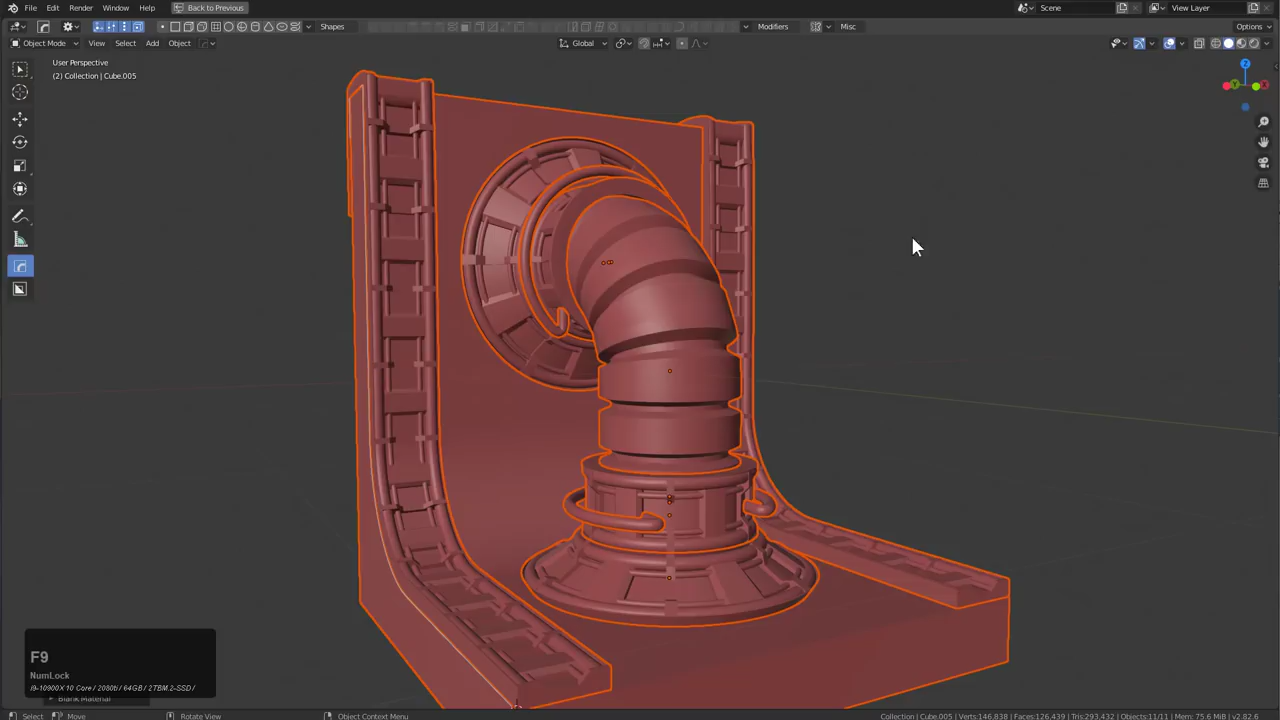 File Edit Render Window Help Back to Previous Scene View Layer
Shapes Modifiers Misc Options
Object Mode View Select Add Object Global
User Perspective
(2) Collection | Cube.005
Z
F9
NumLock
i9-10900X 10 Core / 2080ti / 64GB / 2TBM.2-SSD /
Blank Material
Select Move Rotate View Object Context Menu Collection | Cube.005 | Verts:146,838 | Faces:126,439 | Tris:293,432 | Objects:11/11 | Mem: 75.6 MiB | v2.82.6